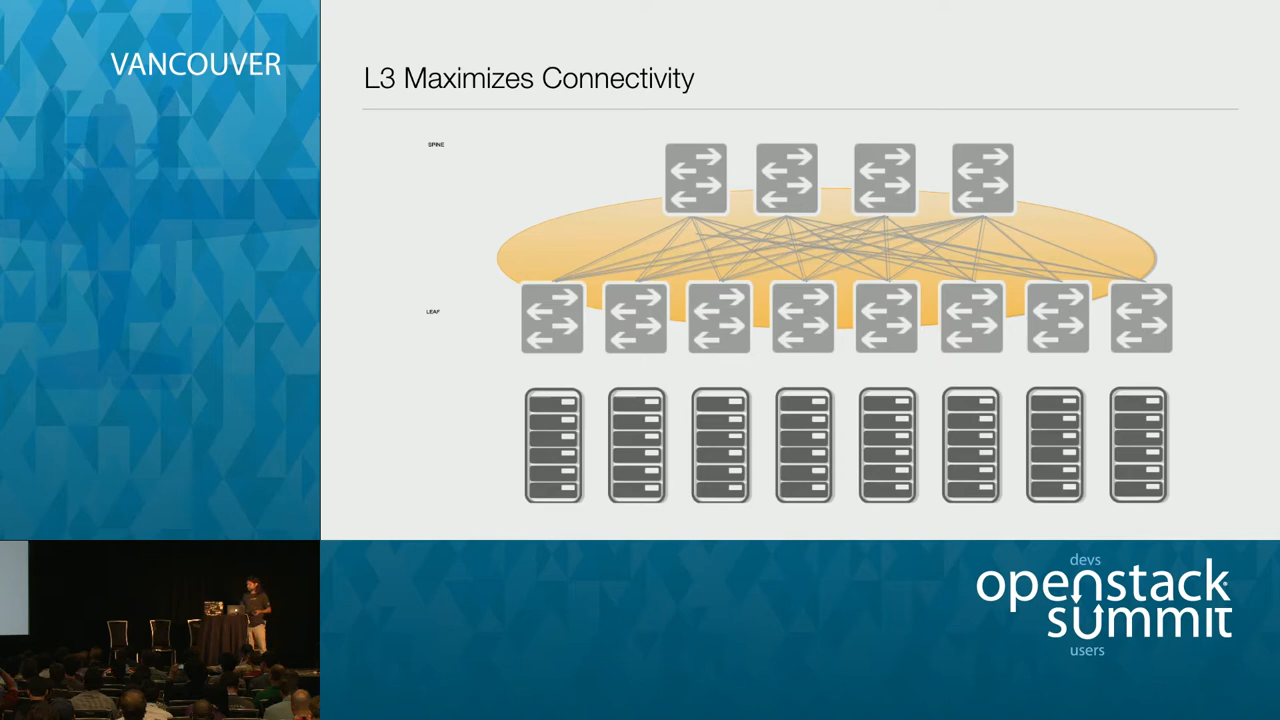 VANCOUVER
L3 Maximizes Connectivity
SPINE
LEAF
devs
openstack
summit
users